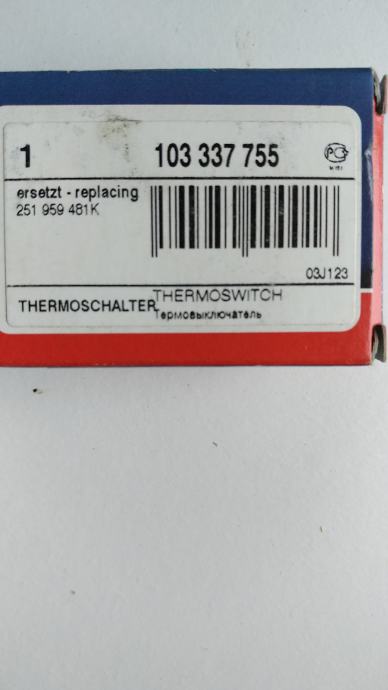 1 103 337 755
ersetzt - replacing
251 959 481K
03J123
THERMOSCHALTER THERMOSWITCH
Термовыключатель